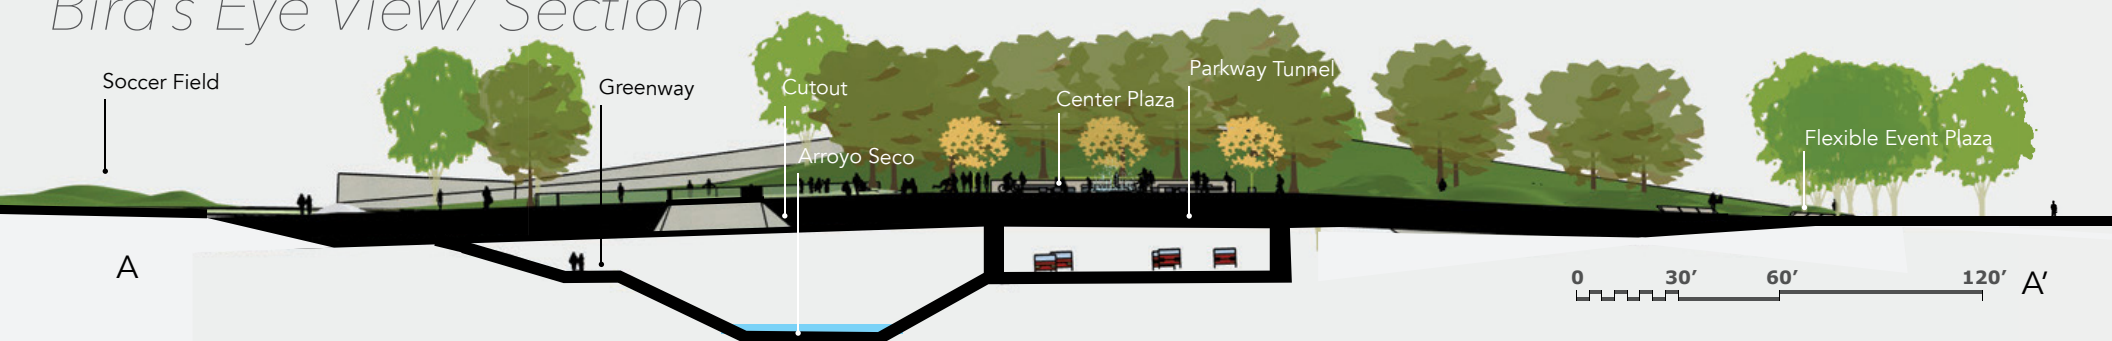 Bird's Eye View/ Section
Soccer Field
Greenway
Cutout
Arroyo Seco
Center Plaza
Parkway Tunnel
Flexible Event Plaza
A
0 30' 60' 120'
A'